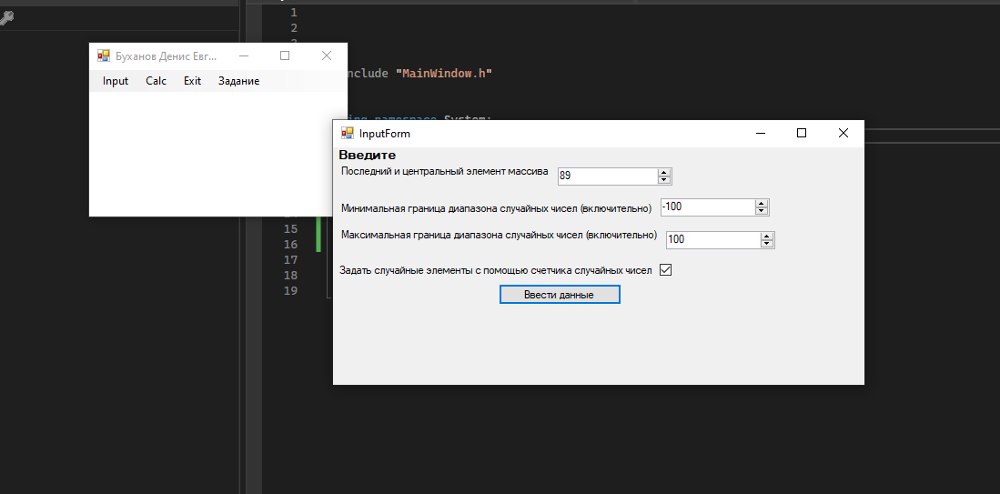 1
2
Буханов Денис Евг...
Input Calc Exit Задание
nclude "MainWindow.h"
ing namespace System;
InputForm
Введите
Последний и центральный элемент массива 89
Минимальная граница диапазона случайных чисел (включительно) -100
Максимальная граница диапазона случайных чисел (включительно) 100
Задать случайные элементы с помощью счетчика случайных чисел
Ввести данные
15
16
17
18
19